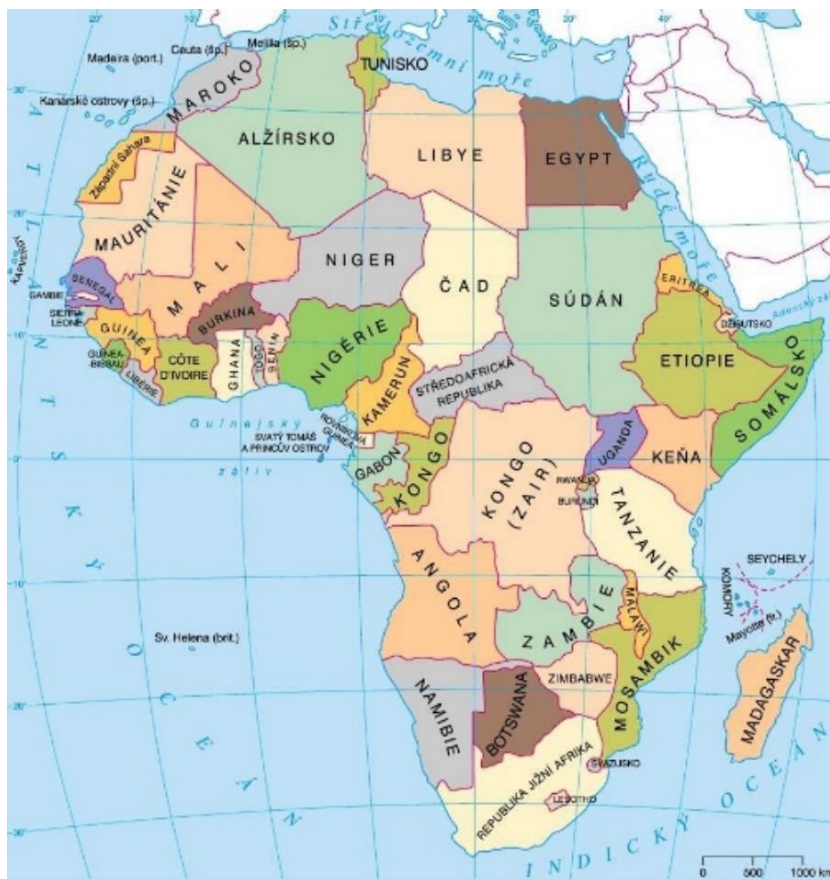 Středozemní moře
Ceuta (šp.)
Melilla (šp.)
Madeira (port.)
TUNISKO
MAROKO
30°
Kanárské ostrovy (šp.)
ALŽÍRSKO
LIBYE
EGYPT
Západní Sahara
Rudé moře
MAURITÁNIE
20°
MALI
NIGER
ČAD
SÚDÁN
ERITREA
KAPVERDY
SENEGAL
GAMBIE
SIERRA
LEONE
GUINEA
BURKINA
DŽIBUTSKO
10°
GUINEA-
BISSAU
LIBÉRIE
CÔTE
D'IVOIRE
GHANA
TOGO
BENIN
NIGÉRIE
KAMERUN
STŘEDOAFRICKÁ
REPUBLIKA
ETIOPIE
SOMÁLSKO
Guinejský
záliv
ROVNÍKOVÁ
GUINEA
SVATÝ TOMÁŠ
A PRINCŮV OSTROV
GABON
KONGO
KONGO
(ZAIR)
UGANDA
KEŇA
RWANDA
BURUNDI
TANZANIE
SEYCHELY
KOMORY
Mayotte (fr.)
ANGOLA
ZAMBIE
MALAWI
MOSAMBIK
Sv. Helena (brit.)
ZIMBABWE
MADAGASKAR
NAMIBIE
BOTSWANA
SVAZIJSKO
REPUBLIKA JIŽNÍ AFRIKA
LESOTHO
ATLANTSKÝ OCEÁN
INDICKÝ OCEÁN
0 500 1000 km